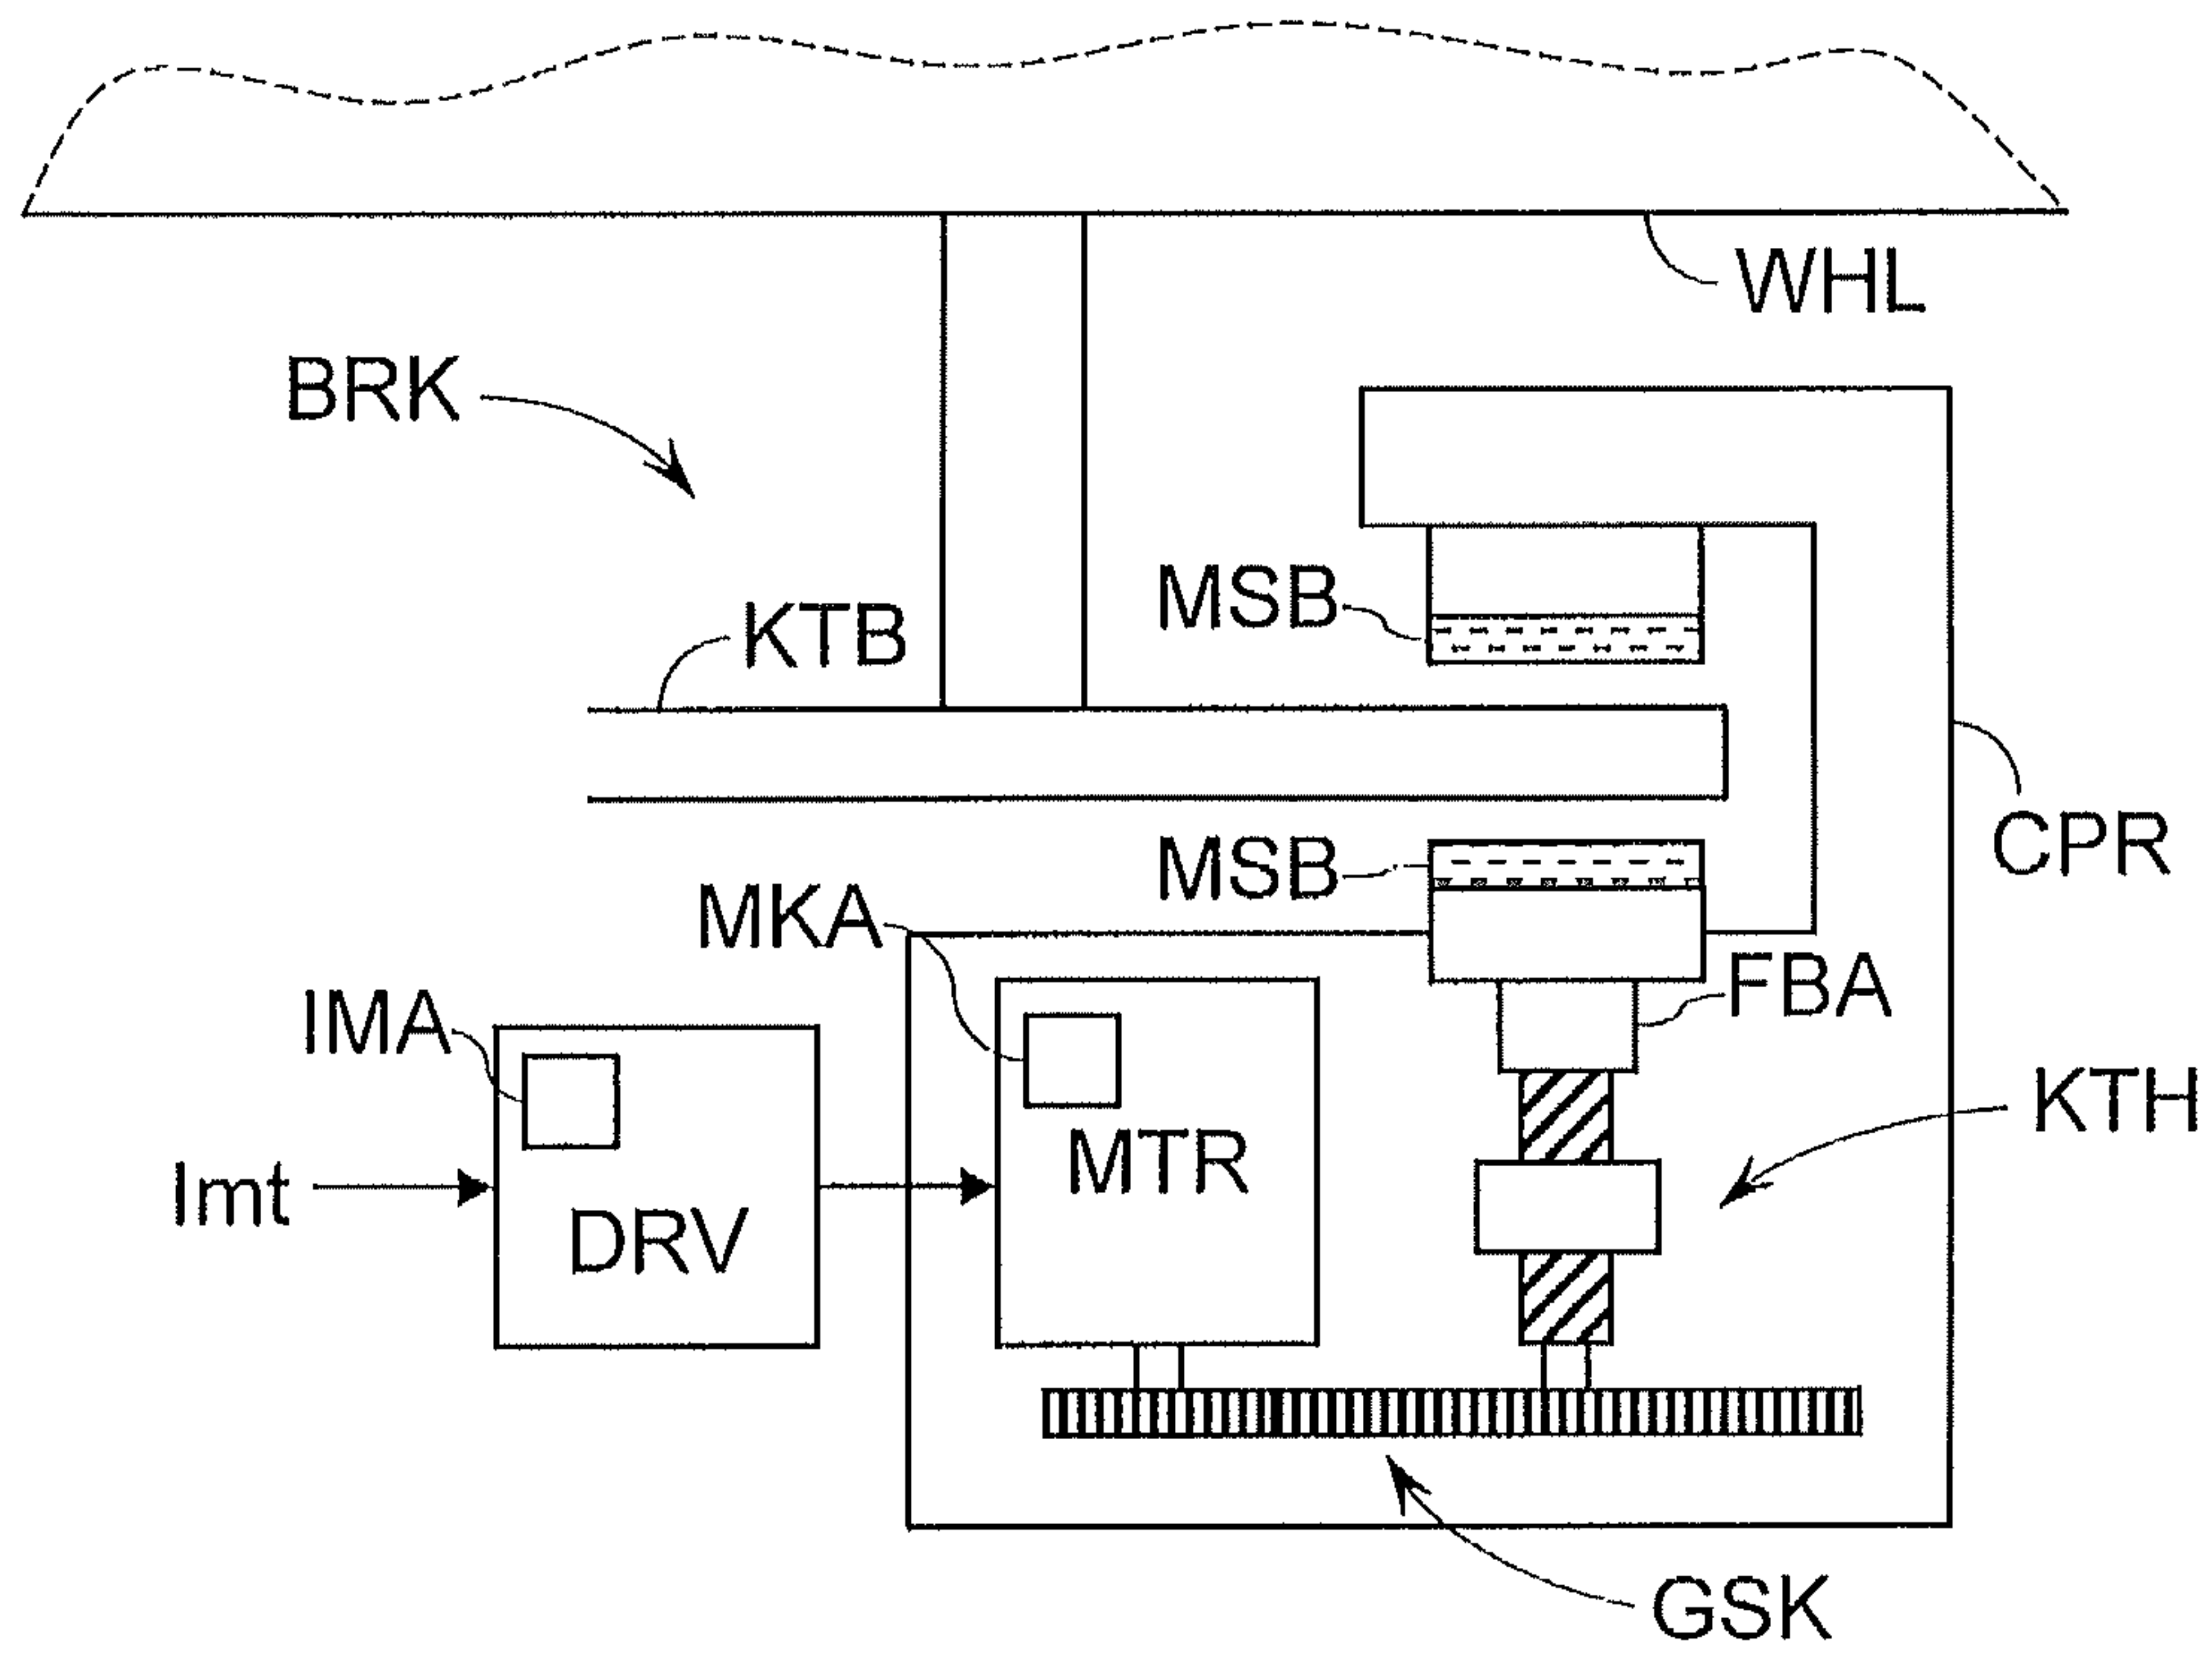 WHL
BRK
MSB
KTB
CPR
MSB
MKA
FBA
IMA
KTH
MTR
Imt
DRV
GSK